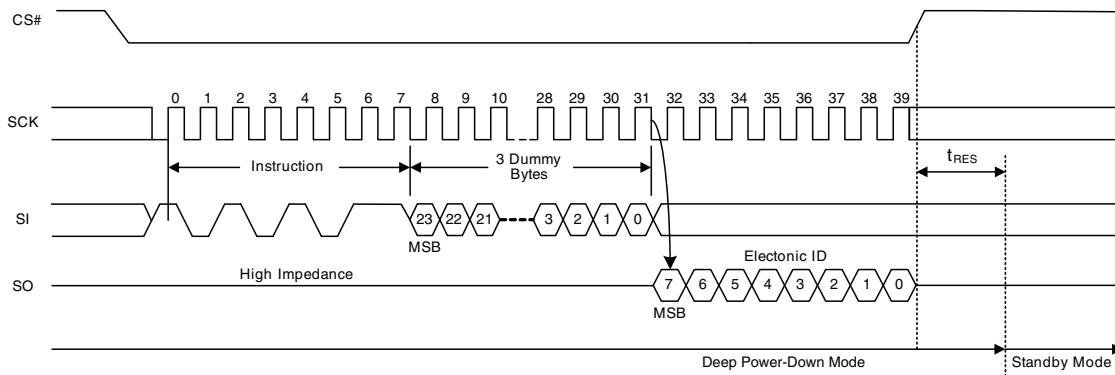 CS#
0 1 2 3 4 5 6 7 8 9 10 28 29 30 31 32 33 34 35 36 37 38 39
SCK
Instruction
3 Dummy
Bytes
tRES
SI
23 22 21 3 2 1 0
MSB
High Impedance
Electonic ID
SO
7 6 5 4 3 2 1 0
MSB
Deep Power-Down Mode
Standby Mode